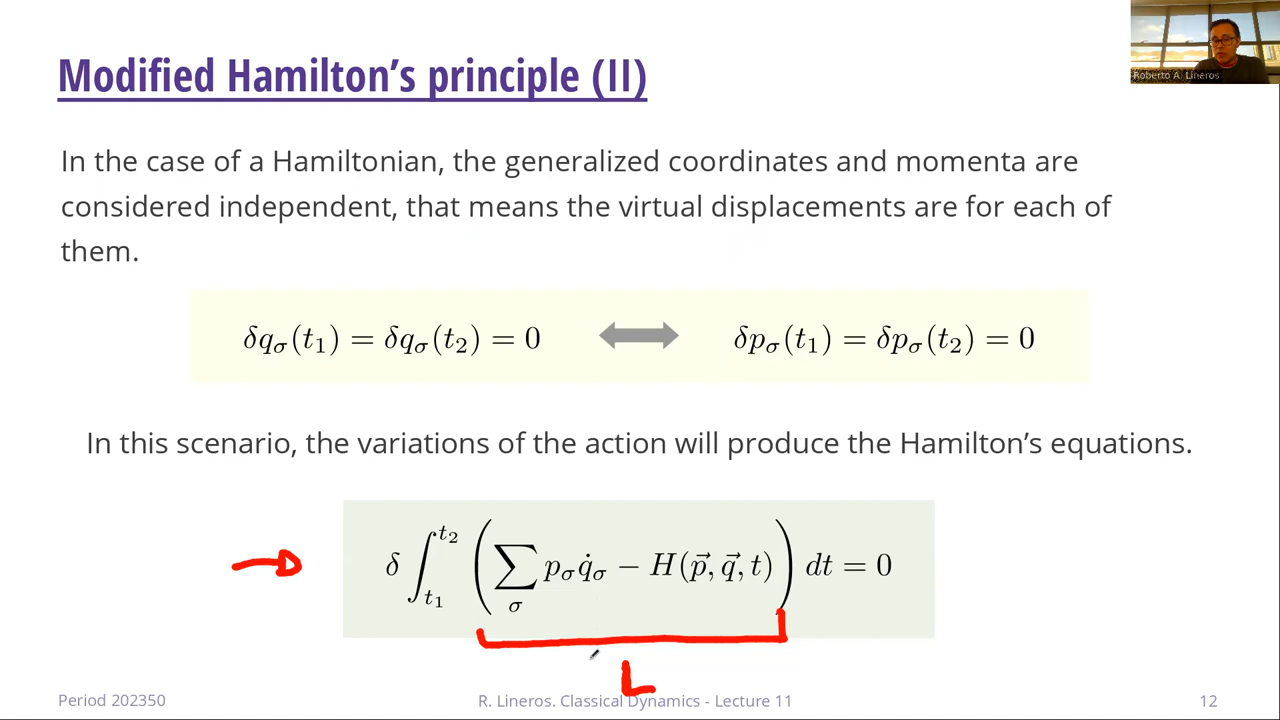 Modified Hamilton’s principle (II)
Roberto A. Lineros
In the case of a Hamiltonian, the generalized coordinates and momenta are
considered independent, that means the virtual displacements are for each of
them.
δq_σ(t_1) = δq_σ(t_2) = 0 ⟺ δp_σ(t_1) = δp_σ(t_2) = 0
In this scenario, the variations of the action will produce the Hamilton’s equations.
δ ∫_{t_1}^{t_2} ( ∑_σ p_σ q̇_σ − H(p⃗, q⃗, t) ) dt = 0
L
Period 202350
R. Lineros. Classical Dynamics - Lecture 11
12